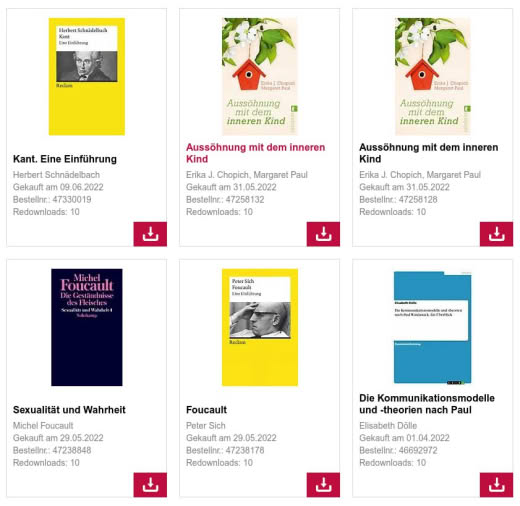 Herbert Schnädelbach
Kant
Eine Einführung
Reclam
Kant. Eine Einführung
Herbert Schnädelbach
Gekauft am 09.06.2022
Bestellnr.: 47330019
Redownloads: 10
Erika J. Chopich
Margaret Paul
Aussöhnung
mit dem
inneren Kind
Aussöhnung mit dem inneren
Kind
Erika J. Chopich, Margaret Paul
Gekauft am 31.05.2022
Bestellnr.: 47258132
Redownloads: 10
Erika J. Chopich
Margaret Paul
Aussöhnung
mit dem
inneren Kind
Aussöhnung mit dem inneren
Kind
Erika J. Chopich, Margaret Paul
Gekauft am 31.05.2022
Bestellnr.: 47258128
Redownloads: 10
Michel
Foucault
Die Geständnisse
des Fleisches
Sexualität und Wahrheit 4
Suhrkamp
Sexualität und Wahrheit
Michel Foucault
Gekauft am 29.05.2022
Bestellnr.: 47238848
Redownloads: 10
Peter Sich
Foucault
Eine Einführung
Reclam
Foucault
Peter Sich
Gekauft am 29.05.2022
Bestellnr.: 47238178
Redownloads: 10
Elisabeth Dölle
Die Kommunikationsmodelle und -theorien
nach Paul Watzlawick. Ein Überblick
Die Kommunikationsmodelle
und -theorien nach Paul
Elisabeth Dölle
Gekauft am 01.04.2022
Bestellnr.: 46692972
Redownloads: 10